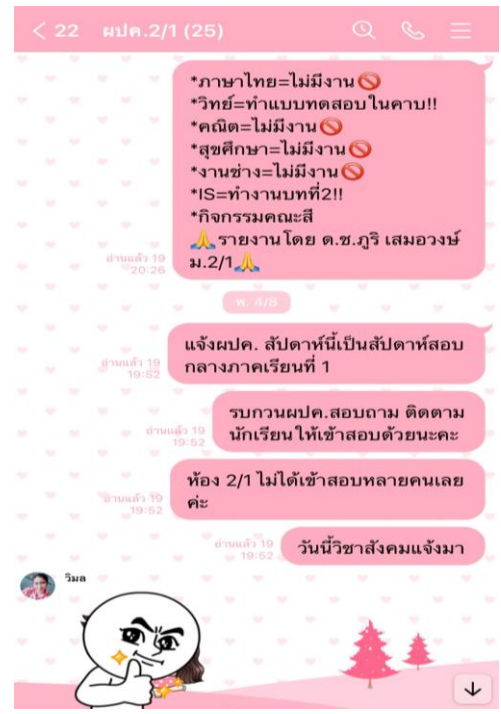 22 ผปค.2/1 (25)
*ภาษาไทย=ไม่มีงาน🚫
*วิทย์=ทำแบบทดสอบในคาบ!!
*คณิต=ไม่มีงาน🚫
*สุขศึกษา=ไม่มีงาน🚫
*งานช่าง=ไม่มีงาน🚫
*IS=ทำงานบทที่2!!
*กิจกรรมคณะสี
🙏รายงานโดย ด.ช.ภูริ เสมอวงษ์
ม.2/1🙏
อ่านแล้ว 19
20:26
พ. 4/8
แจ้งผปค. สัปดาห์นี้เป็นสัปดาห์สอบ
กลางภาคเรียนที่ 1
อ่านแล้ว 19
19:52
รบกวนผปค.สอบถาม ติดตาม
นักเรียนให้เข้าสอบด้วยนะคะ
อ่านแล้ว 19
19:52
ห้อง 2/1 ไม่ได้เข้าสอบหลายคนเลย
ค่ะ
อ่านแล้ว 19
19:52
วันนี้วิชาสังคมแจ้งมา
อ่านแล้ว 19
19:52
วิมล